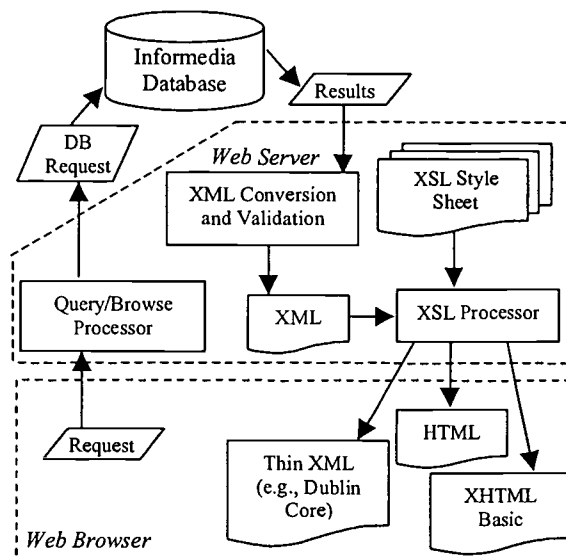 Informedia
Database
Results
DB
Request
Web Server
XML Conversion
and Validation
XSL Style
Sheet
Query/Browse
Processor
XML
XSL Processor
Request
Thin XML
(e.g., Dublin
Core)
HTML
XHTML
Basic
Web Browser